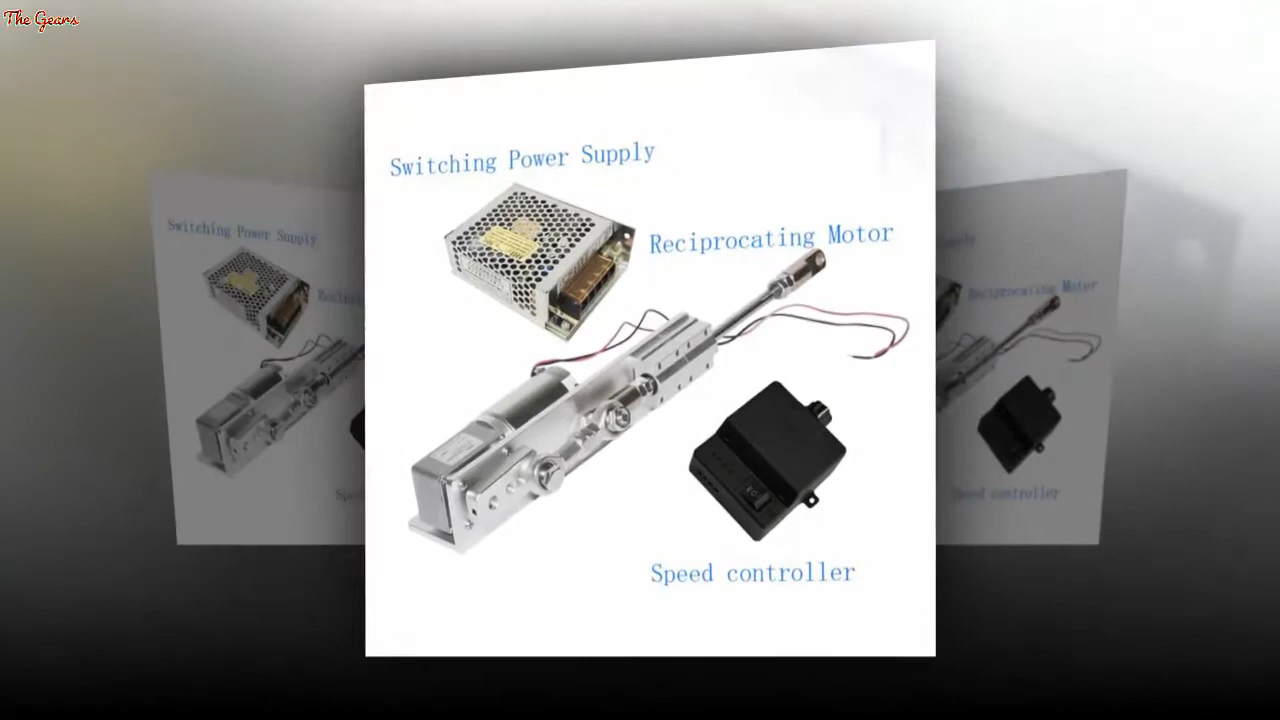 The Gears
Switching Power Supply
Reciprocating Motor
Speed controller
Switching Power Supply
Reciprocating Motor
Speed controller